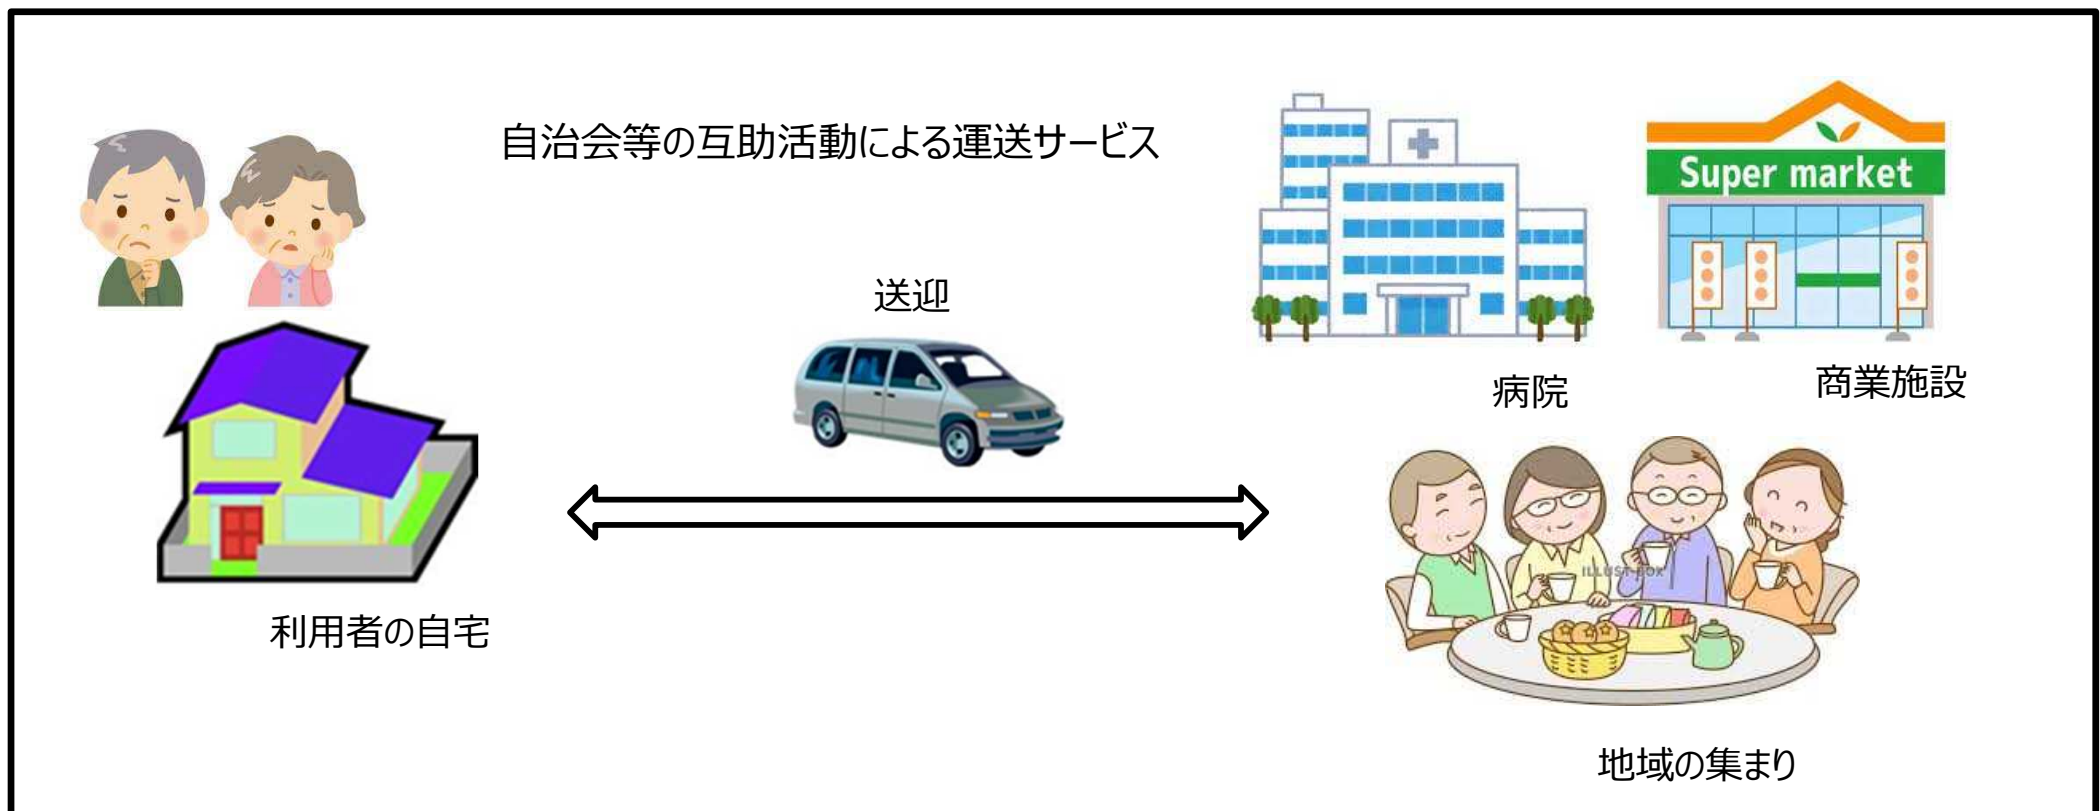 自治会等の互助活動による運送サービス
Super market
送迎
病院
商業施設
ILLUST BOX
利用者の自宅
地域の集まり